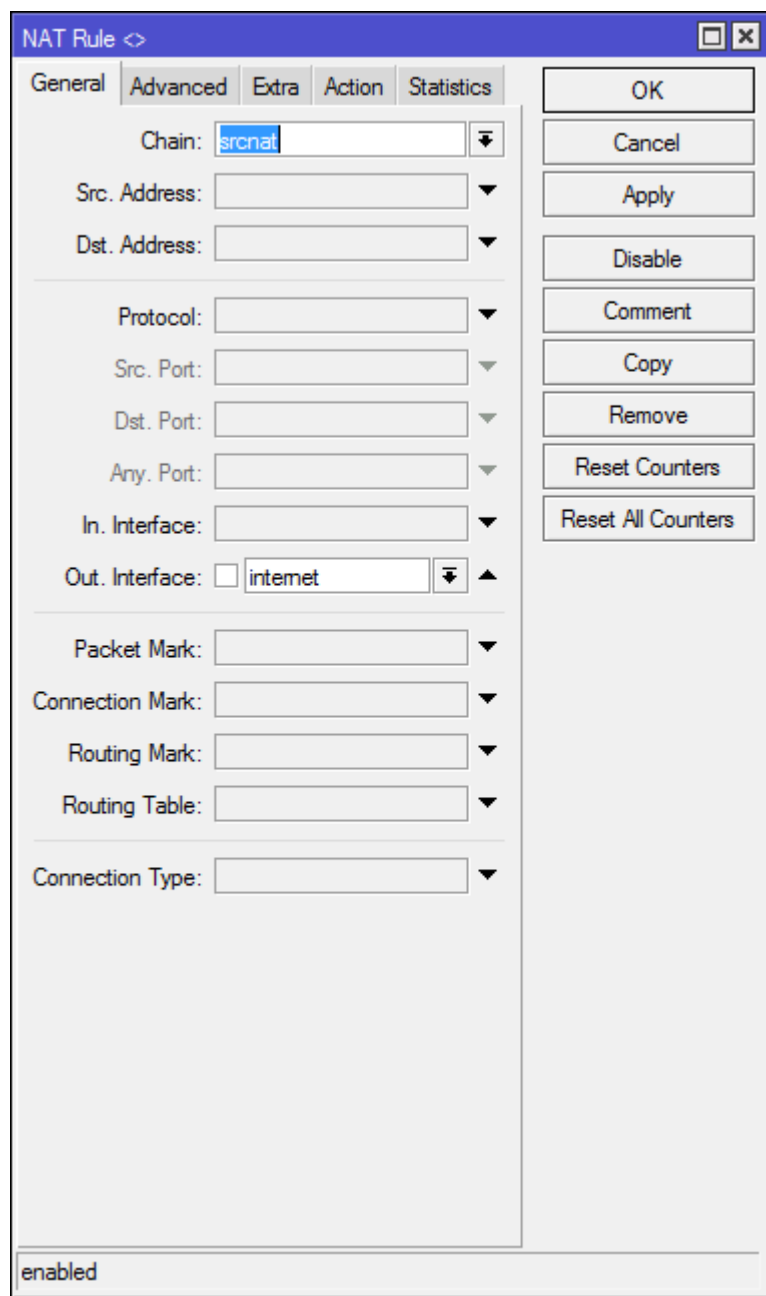 NAT Rule <>
General Advanced Extra Action Statistics
Chain: srcnat
Src. Address:
Dst. Address:
Protocol:
Src. Port:
Dst. Port:
Any. Port:
In. Interface:
Out. Interface: internet
Packet Mark:
Connection Mark:
Routing Mark:
Routing Table:
Connection Type:
OK
Cancel
Apply
Disable
Comment
Copy
Remove
Reset Counters
Reset All Counters
enabled